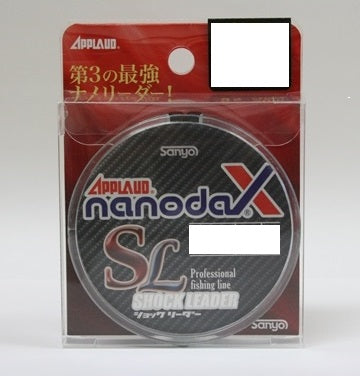 APPLAUD®
第3の最強
ナメリーダー!
Sanyo
APPLAUD®
nanodaX®
SL
Professional
fishing line
SHOCK LEADER
ショック リーダー
Sanyo